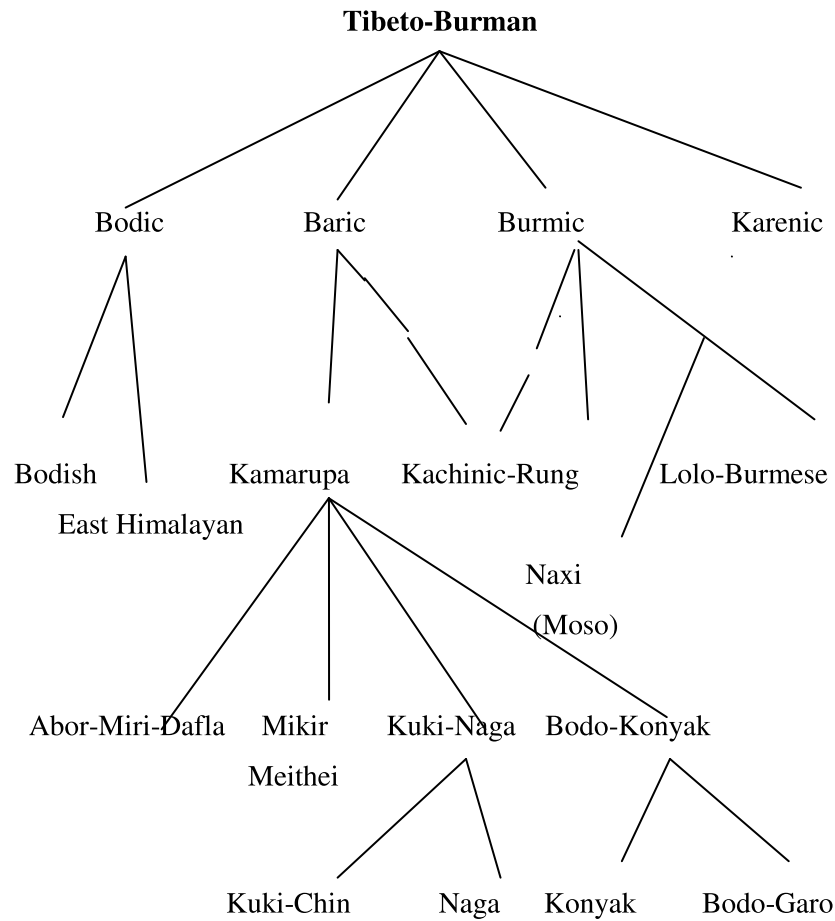 Tibeto-Burman
Bodic Baric Burmic Karenic
Bodish Kamarupa Kachinic-Rung Lolo-Burmese
East Himalayan
Naxi
(Moso)
Abor-Miri-Dafla Mikir Kuki-Naga Bodo-Konyak
Meithei
Kuki-Chin Naga Konyak Bodo-Garo